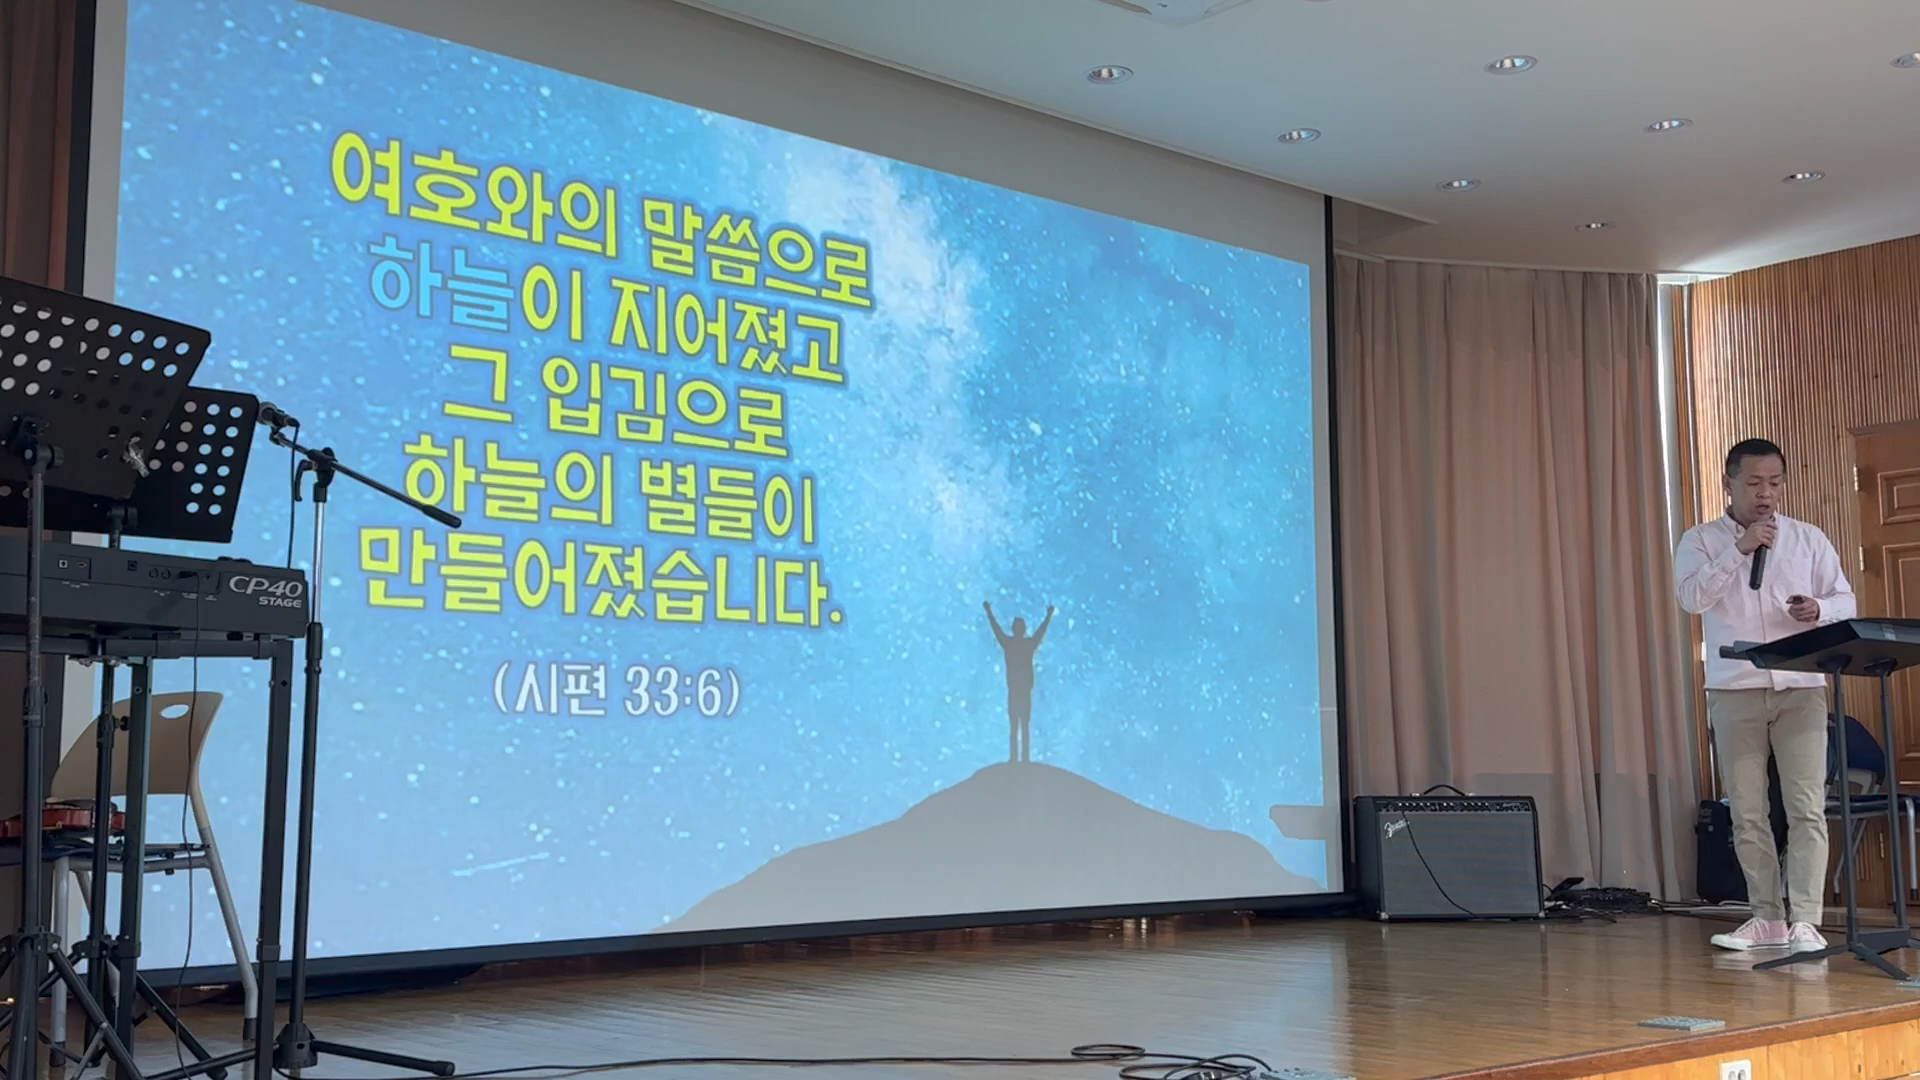 여호와의 말씀으로
하늘이 지어졌고
그 입김으로
하늘의 별들이
만들어졌습니다.
(시편 33:6)
CP40
STAGE
Fender